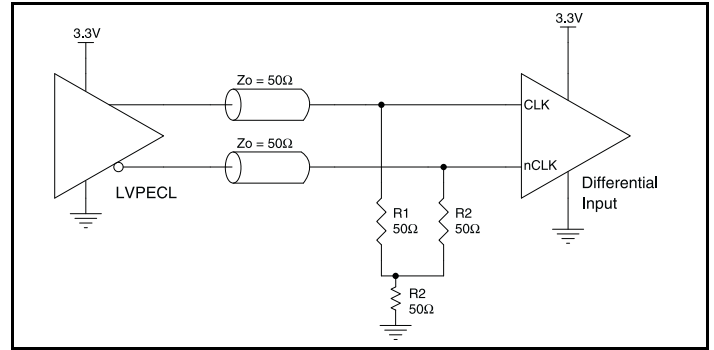 3.3V
3.3V
Zo = 50Ω
CLK
Zo = 50Ω
nCLK
LVPECL
Differential
Input
R1
50Ω
R2
50Ω
R2
50Ω